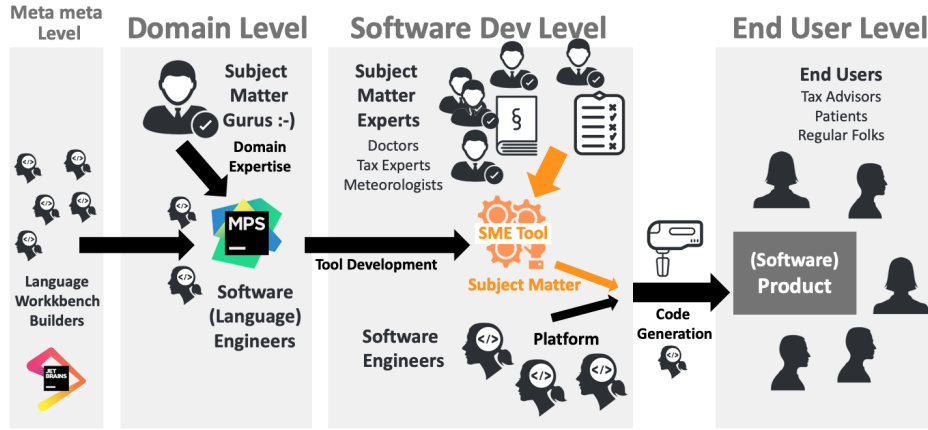 Meta meta
Level
Domain Level
Software Dev Level
End User Level
Subject
Matter
Gurus :-)
Domain
Expertise
MPS
Software
(Language)
Engineers
Language
Workkbench
Builders
JET
BRAINS
Tool Development
Subject
Matter
Experts
Doctors
Tax Experts
Meteorologists
§
SME Tool
Subject Matter
Software
Engineers
Platform
Code
Generation
End Users
Tax Advisors
Patients
Regular Folks
(Software)
Product